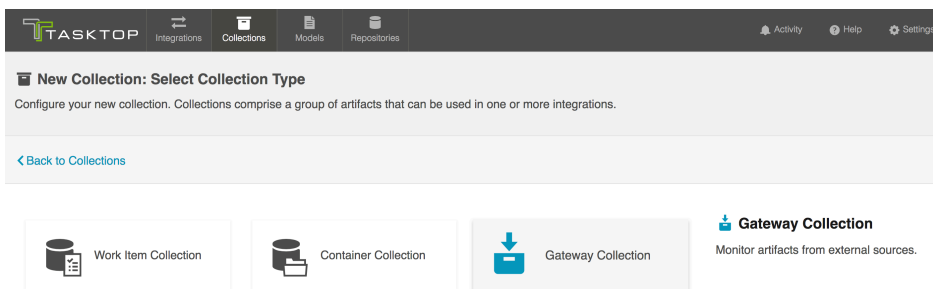 TASKTOP
Integrations
Collections
Models
Repositories
Activity
Help
Settings
New Collection: Select Collection Type
Configure your new collection. Collections comprise a group of artifacts that can be used in one or more integrations.
Back to Collections
Work Item Collection
Container Collection
Gateway Collection
Gateway Collection
Monitor artifacts from external sources.